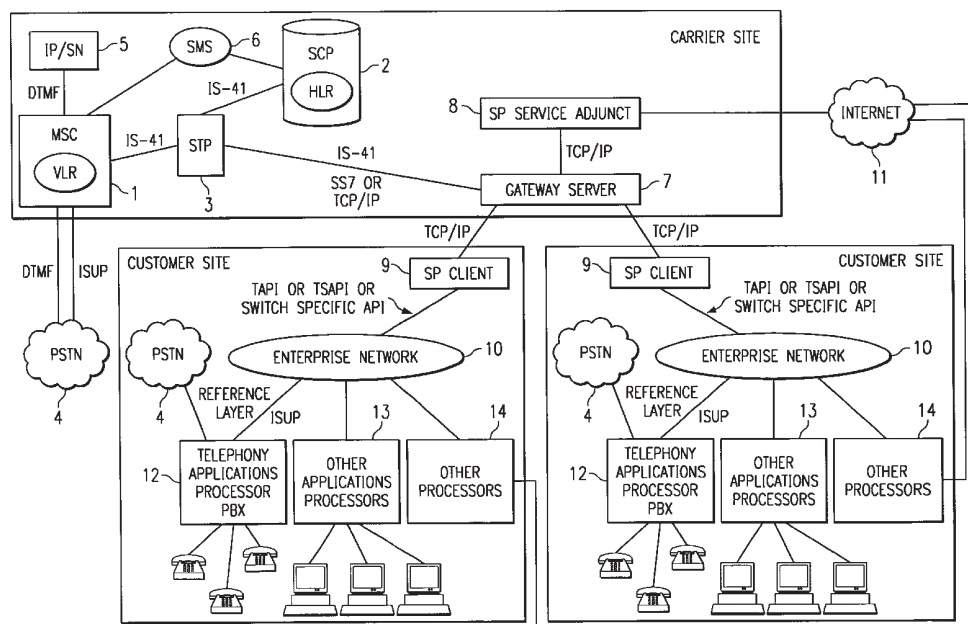 IP/SN
5
SMS
6
SCP
HLR
2
CARRIER SITE
DTMF
IS-41
8
SP SERVICE ADJUNCT
INTERNET
11
MSC
VLR
1
IS-41
STP
3
IS-41
SS7 OR
TCP/IP
TCP/IP
GATEWAY SERVER
7
TCP/IP
TCP/IP
DTMF
ISUP
PSTN
4
CUSTOMER SITE
9
SP CLIENT
TAPI OR TSAPI OR
SWITCH SPECIFIC API
PSTN
4
ENTERPRISE NETWORK
10
REFERENCE
LAYER
ISUP
13
14
12
TELEPHONY
APPLICATIONS
PROCESSOR
PBX
OTHER
APPLICATIONS
PROCESSORS
OTHER
PROCESSORS
CUSTOMER SITE
9
SP CLIENT
TAPI OR TSAPI OR
SWITCH SPECIFIC API
PSTN
4
ENTERPRISE NETWORK
10
REFERENCE
LAYER
ISUP
13
14
12
TELEPHONY
APPLICATIONS
PROCESSOR
PBX
OTHER
APPLICATIONS
PROCESSORS
OTHER
PROCESSORS